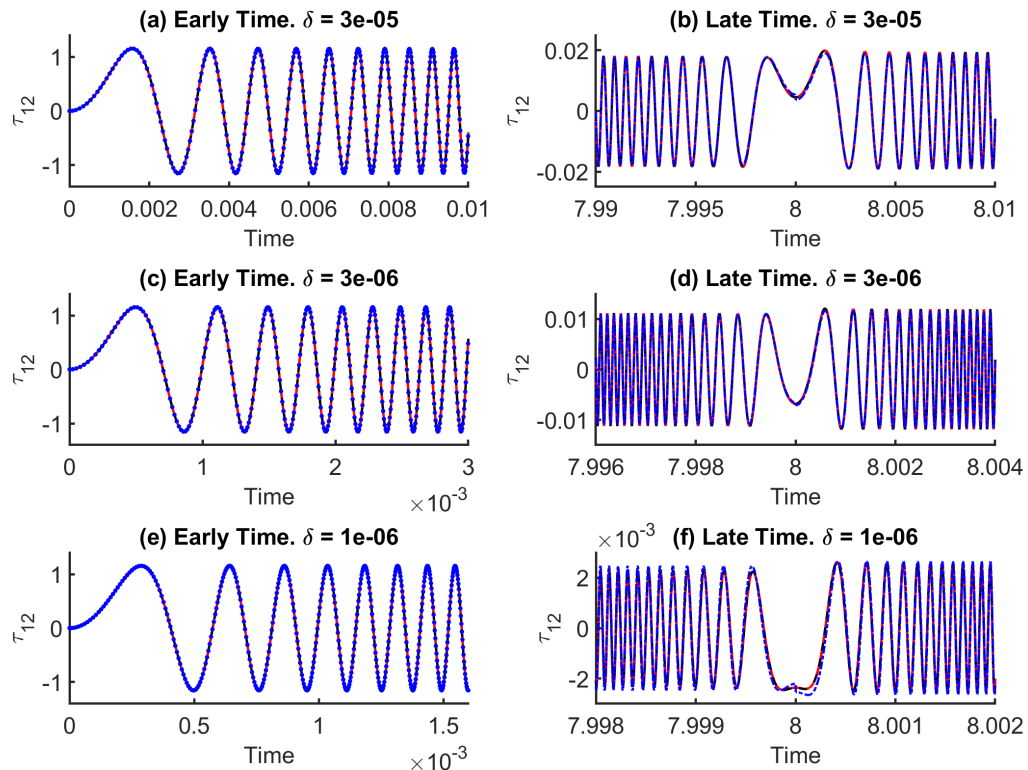 (a) Early Time. δ = 3e-05
1
0
-1
τ12
0 0.002 0.004 0.006 0.008 0.01
Time
(b) Late Time. δ = 3e-05
0.02
0
-0.02
τ12
7.99 7.995 8 8.005 8.01
Time
(c) Early Time. δ = 3e-06
1
0
-1
τ12
0 1 2 3
Time
×10-3
(d) Late Time. δ = 3e-06
0.01
0
-0.01
τ12
7.996 7.998 8 8.002 8.004
Time
(e) Early Time. δ = 1e-06
1
0
-1
τ12
0 0.5 1 1.5
Time
×10-3
×10-3 (f) Late Time. δ = 1e-06
2
0
-2
τ12
7.998 7.999 8 8.001 8.002
Time